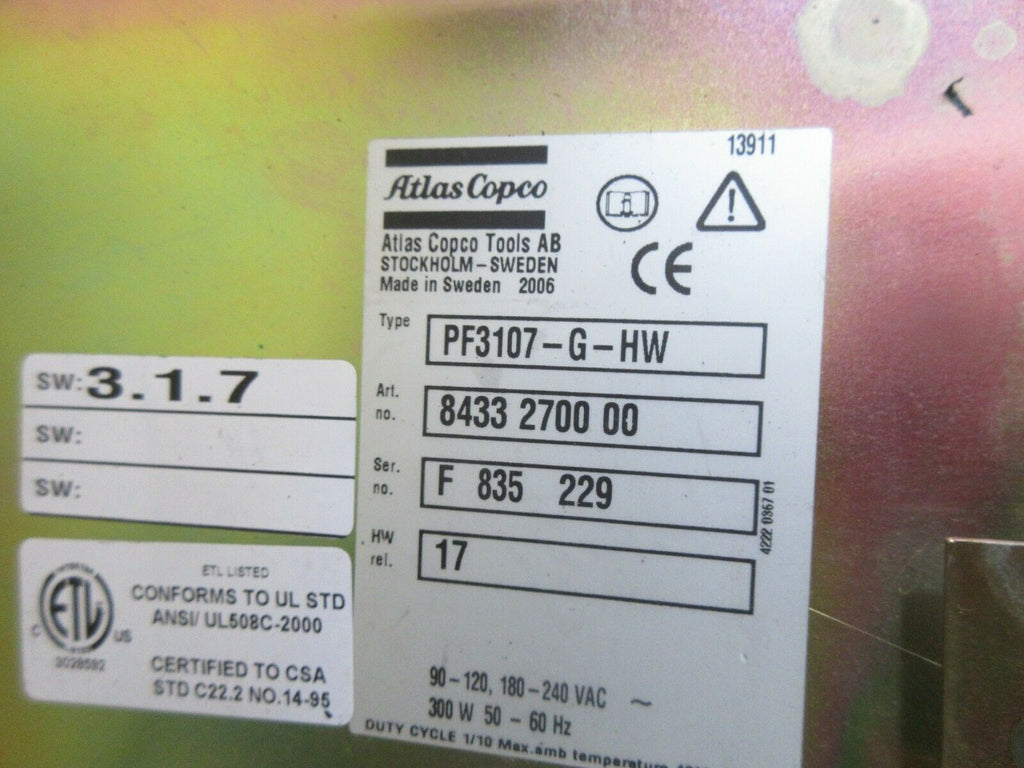 13911
Atlas Copco
Atlas Copco Tools AB
STOCKHOLM – SWEDEN
Made in Sweden 2006
CE
Type PF3107 – G – HW
Art. no. 8433 2700 00
Ser. no. F 835 229
HW rel. 17
4222 0367 01
90 – 120, 180 – 240 VAC ~
300 W 50 – 60 Hz
DUTY CYCLE 1/10 Max.amb temperature
SW: 3.1.7
SW:
SW:
ETL LISTED
CONFORMS TO UL STD
ANSI/ UL508C-2000
CERTIFIED TO CSA
STD C22.2 NO.14-95
ETL
C US
3028592